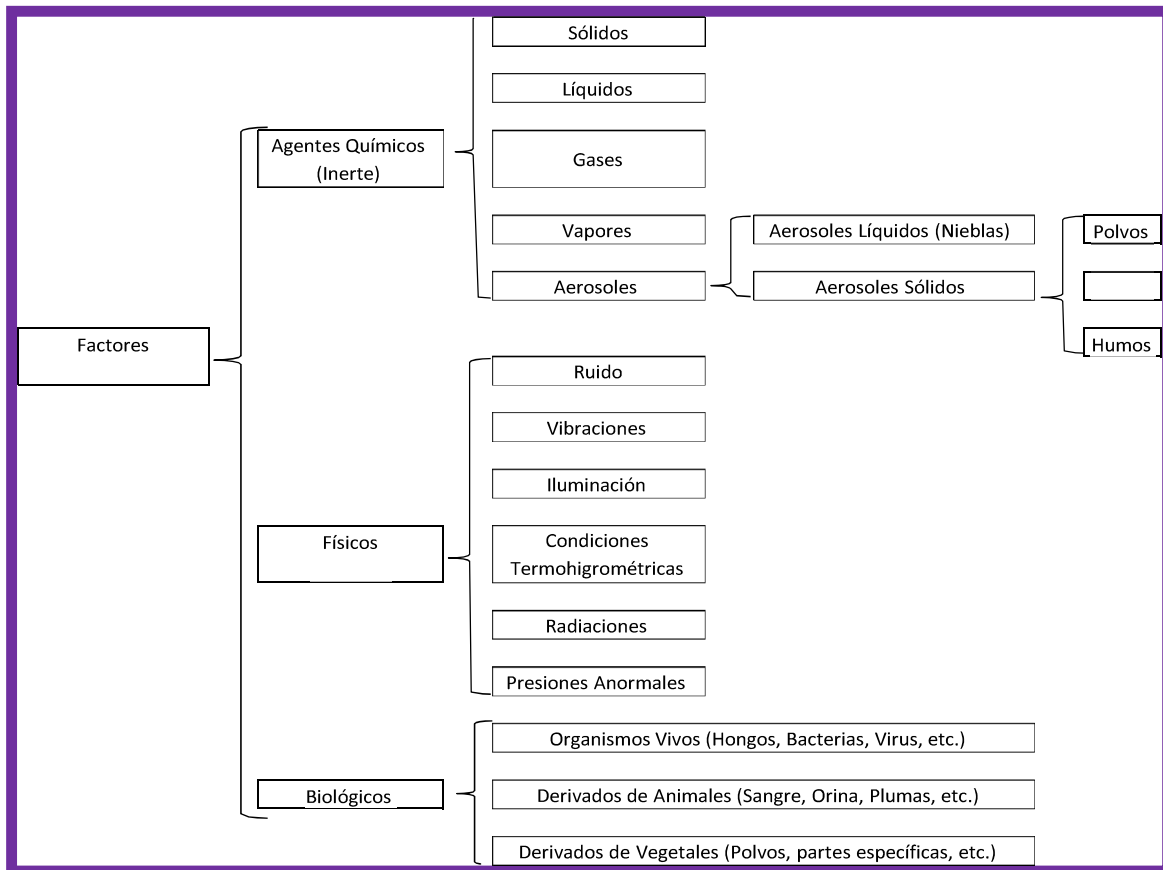 Sólidos
Líquidos
Agentes Químicos
(Inerte)
Gases
Vapores
Aerosoles Líquidos (Nieblas)
Polvos
Aerosoles
Aerosoles Sólidos
Factores
Humos
Ruido
Vibraciones
Iluminación
Físicos
Condiciones
Termohigrométricas
Radiaciones
Presiones Anormales
Organismos Vivos (Hongos, Bacterias, Virus, etc.)
Biológicos
Derivados de Animales (Sangre, Orina, Plumas, etc.)
Derivados de Vegetales (Polvos, partes específicas, etc.)